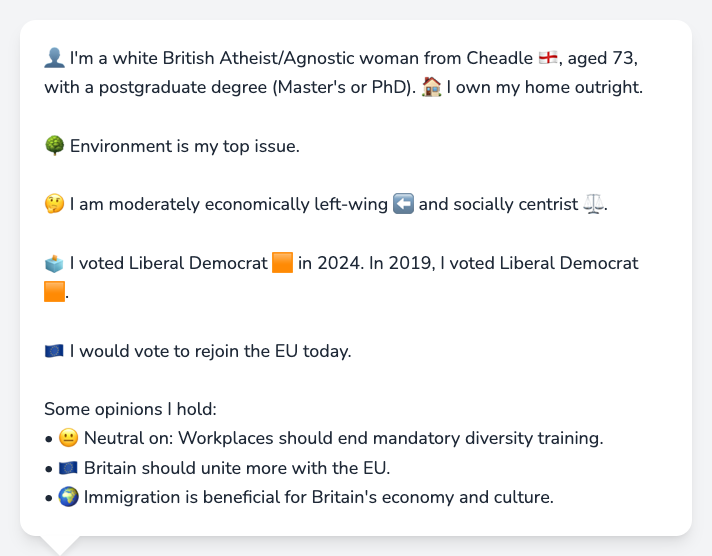 👤 I'm a white British Atheist/Agnostic woman from Cheadle 🏴󠁧󠁢󠁥󠁮󠁧󠁿, aged 73,
with a postgraduate degree (Master's or PhD). 🏠 I own my home outright.
🌳 Environment is my top issue.
🤔 I am moderately economically left-wing ⬅️ and socially centrist ⚖️.
🗳️ I voted Liberal Democrat 🟧 in 2024. In 2019, I voted Liberal Democrat
🟧.
🇪🇺 I would vote to rejoin the EU today.
Some opinions I hold:
• 😐 Neutral on: Workplaces should end mandatory diversity training.
• 🇪🇺 Britain should unite more with the EU.
• 🌍 Immigration is beneficial for Britain's economy and culture.